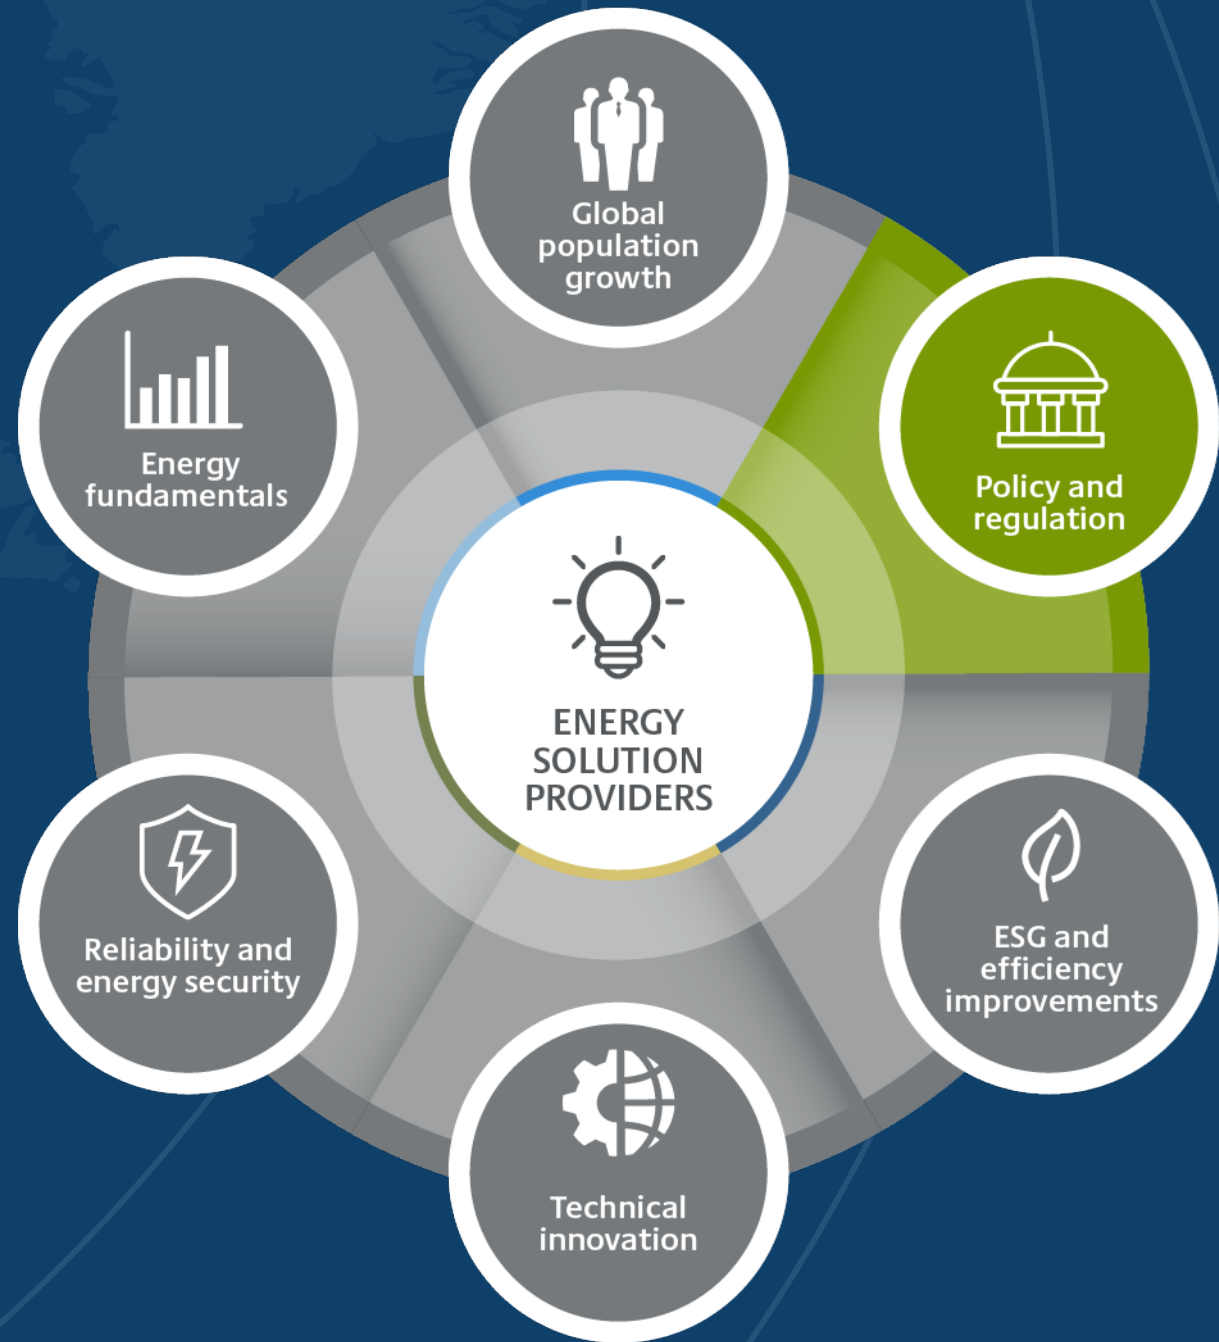 Global
population
growth
Policy and
regulation
ESG and
efficiency
improvements
Technical
innovation
Reliability and
energy security
Energy
fundamentals
ENERGY
SOLUTION
PROVIDERS